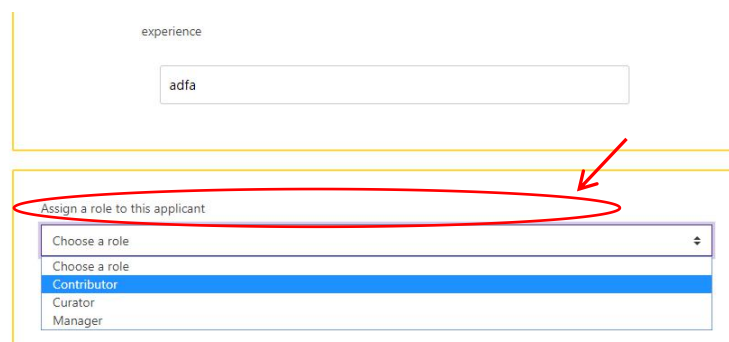 experience
adfa
Assign a role to this applicant
Choose a role
Choose a role
Contributor
Curator
Manager